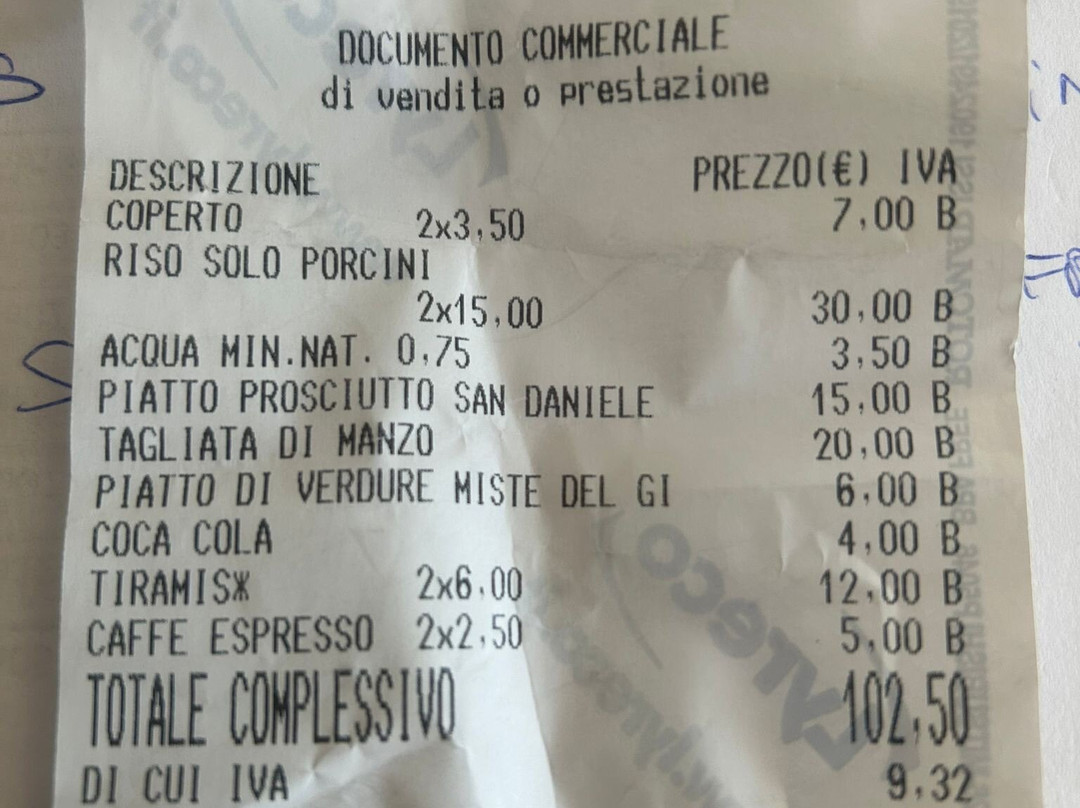 DOCUMENTO COMMERCIALE
di vendita o prestazione
DESCRIZIONE PREZZO(€) IVA
COPERTO 2x3,50 7,00 B
RISO SOLO PORCINI
2x15,00 30,00 B
ACQUA MIN.NAT. 0,75 3,50 B
PIATTO PROSCIUTTO SAN DANIELE 15,00 B
TAGLIATA DI MANZO 20,00 B
PIATTO DI VERDURE MISTE DEL GI 6,00 B
COCA COLA 4,00 B
TIRAMIS* 2x6,00 12,00 B
CAFFE ESPRESSO 2x2,50 5,00 B
TOTALE COMPLESSIVO 102,50
DI CUI IVA 9,32